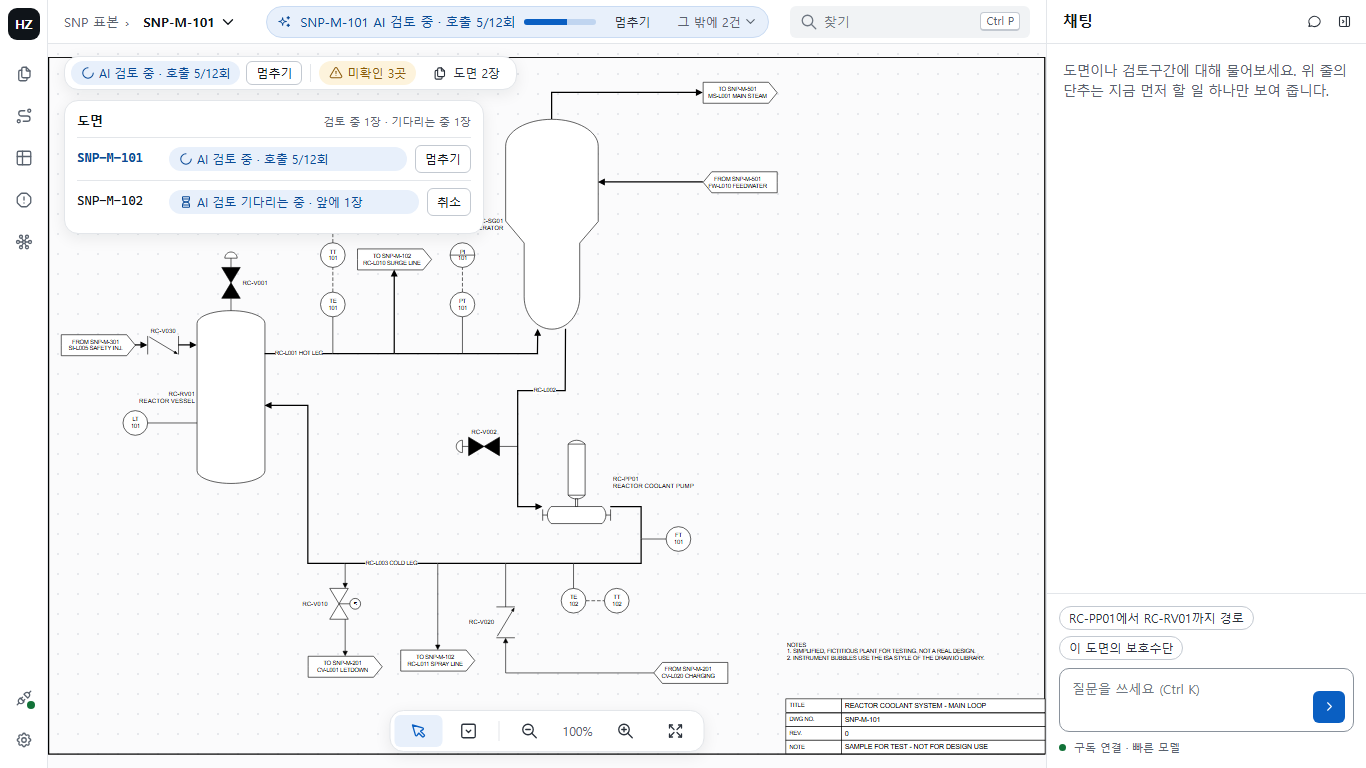 HZ
SNP 표본 › SNP-M-101
SNP-M-101 AI 검토 중 · 호출 5/12회 멈추기 그 밖에 2건
찾기 Ctrl P
채팅
AI 검토 중 · 호출 5/12회 멈추기 미확인 3곳 도면 2장
도면 검토 중 1장 · 기다리는 중 1장
SNP-M-101 AI 검토 중 · 호출 5/12회 멈추기
SNP-M-102 AI 검토 기다리는 중 · 앞에 1장 취소
도면이나 검토구간에 대해 물어보세요. 위 줄의
단추는 지금 먼저 할 일 하나만 보여 줍니다.
TO SNP-M-501
MS-L001 MAIN STEAM
FROM SNP-M-501
FW-L010 FEEDWATER
C-SG01
ERATOR
TT
101
TO SNP-M-102
RC-L010 SURGE LINE
PI
101
RC-V001
TE
101
PT
101
FROM SNP-M-301
SI-L005 SAFETY INJ.
RC-V030
RC-L001 HOT LEG
RC-RV01
REACTOR VESSEL
LT
101
RC-L002
RC-V002
RC-PP01
REACTOR COOLANT PUMP
FT
101
RC-L003 COLD LEG
RC-V010
TE
102
TT
102
RC-V020
TO SNP-M-201
CV-L001 LETDOWN
TO SNP-M-102
RC-L011 SPRAY LINE
FROM SNP-M-201
CV-L020 CHARGING
NOTES
1. SIMPLIFIED, FICTITIOUS PLANT FOR TESTING. NOT A REAL DESIGN.
2. INSTRUMENT BUBBLES USE THE ISA STYLE OF THE DRAW.IO LIBRARY.
TITLE REACTOR COOLANT SYSTEM - MAIN LOOP
DWG NO. SNP-M-101
REV. 0
NOTE SAMPLE FOR TEST - NOT FOR DESIGN USE
100%
RC-PP01에서 RC-RV01까지 경로
이 도면의 보호수단
질문을 쓰세요 (Ctrl K)
구독 연결 · 빠른 모델